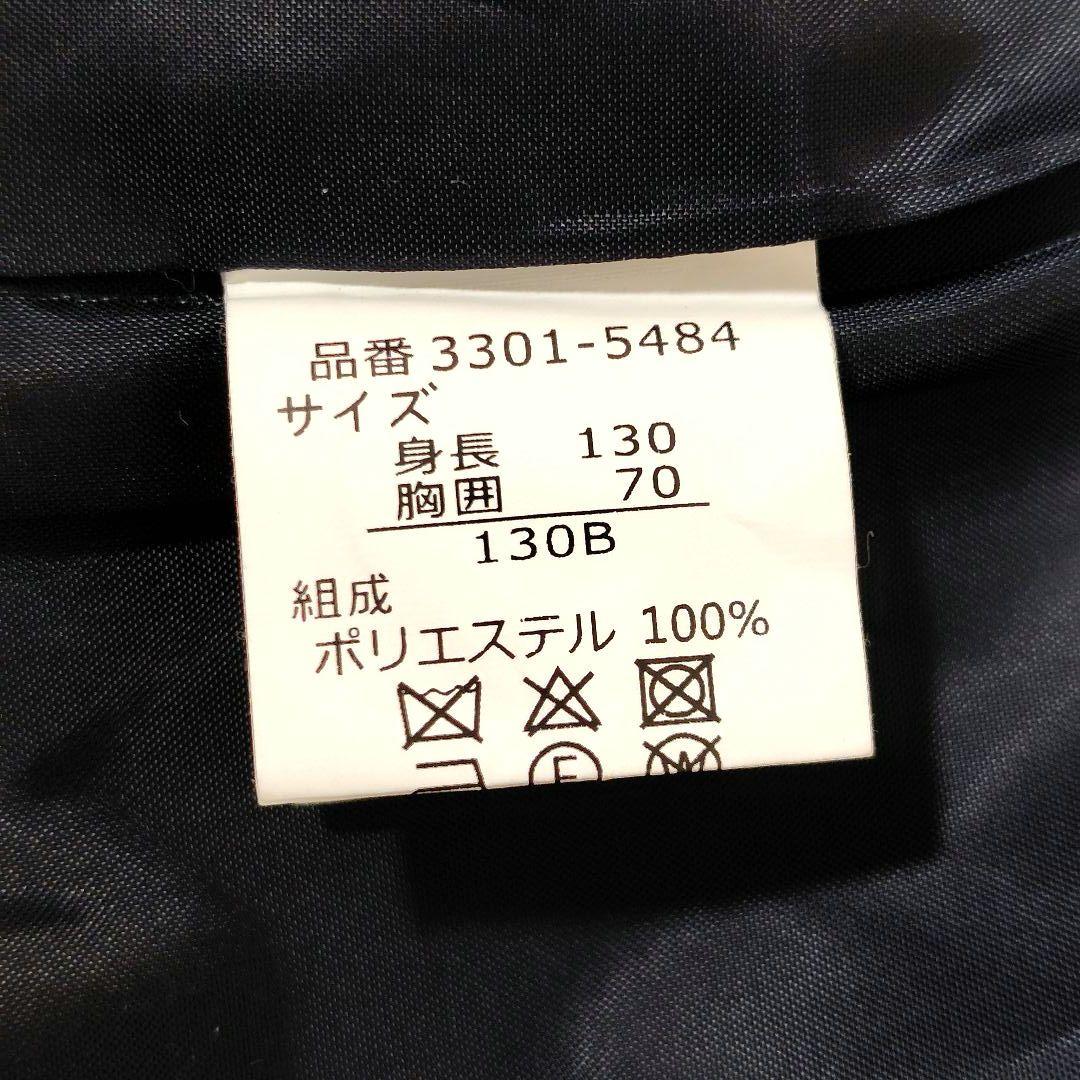 品番 3301-5484
サイズ
身長 130
胸囲 70
130B
組成
ポリエステル 100%
F
W